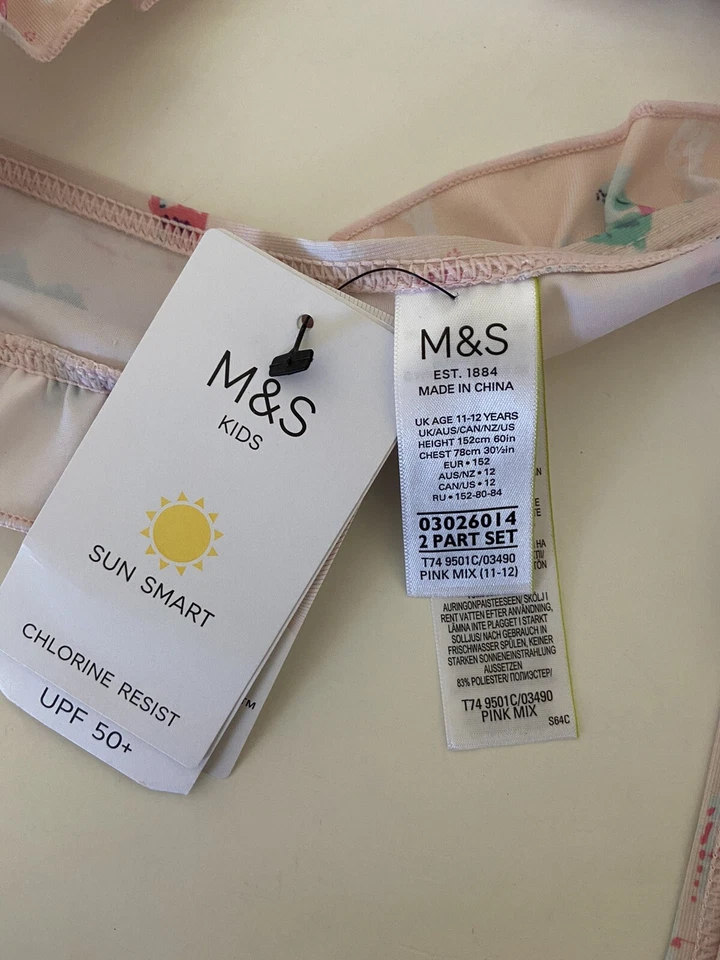 M&S
KIDS
SUN SMART
CHLORINE RESIST
UPF 50+
TM
M&S
EST. 1884
MADE IN CHINA
UK AGE 11-12 YEARS
UK/AUS/CAN/NZ/US
HEIGHT 152cm 60in
CHEST 78cm 30½in
EUR • 152
AUS/NZ • 12
CAN/US • 12
RU • 152-80-84
03026014
2 PART SET
T74 9501C/03490
PINK MIX (11-12)
AURINGONPAISTEESEEN/ SKÖLJ I
RENT VATTEN EFTER ANVÄNDNING,
LÄMNA INTE PLAGGET I STARKT
SOLLJUS/ NACH GEBRAUCH IN
FRISCHWASSER SPÜLEN, KEINER
STARKEN SONNENEINSTRAHLUNG
AUSSETZEN
83% POLIESTER/ ПОЛИЭСТЕР/
T74 9501C/03490
PINK MIX
S64C